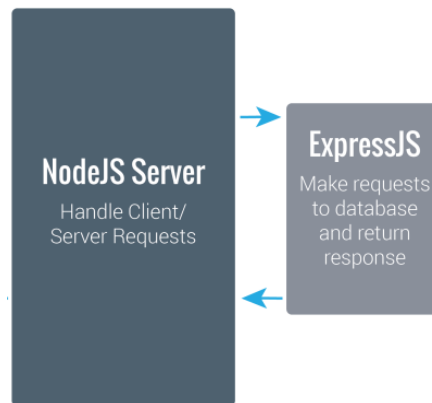 NodeJS Server
Handle Client/
Server Requests
ExpressJS
Make requests
to database
and return
response